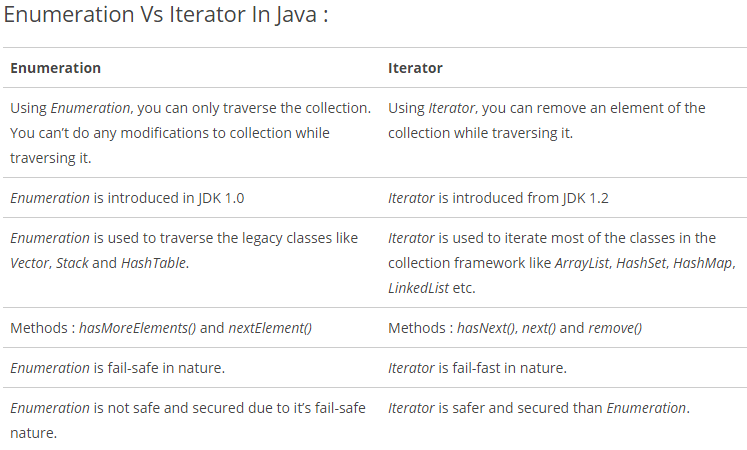 Enumeration Vs Iterator In Java :
Enumeration
Iterator
Using Enumeration, you can only traverse the collection.
You can’t do any modifications to collection while
traversing it.
Using Iterator, you can remove an element of the
collection while traversing it.
Enumeration is introduced in JDK 1.0
Iterator is introduced from JDK 1.2
Enumeration is used to traverse the legacy classes like
Vector, Stack and HashTable.
Iterator is used to iterate most of the classes in the
collection framework like ArrayList, HashSet, HashMap,
LinkedList etc.
Methods : hasMoreElements() and nextElement()
Methods : hasNext(), next() and remove()
Enumeration is fail-safe in nature.
Iterator is fail-fast in nature.
Enumeration is not safe and secured due to it’s fail-safe
nature.
Iterator is safer and secured than Enumeration.